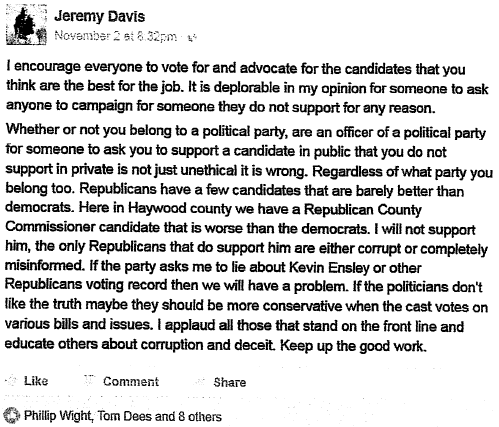 Jeremy Davis
November 2 at 8:32pm
I encourage everyone to vote for and advocate for the candidates that you
think are the best for the job. It is deplorable in my opinion for someone to ask
anyone to campaign for someone they do not support for any reason.
Whether or not you belong to a political party, are an officer of a political party
for someone to ask you to support a candidate in public that you do not
support in private is not just unethical it is wrong. Regardless of what party you
belong too. Republicans have a few candidates that are barely better than
democrats. Here in Haywood county we have a Republican County
Commissioner candidate that is worse than the democrats. I will not support
him, the only Republicans that do support him are either corrupt or completely
misinformed. If the party asks me to lie about Kevin Ensley or other
Republicans voting record then we will have a problem. If the politicians don't
like the truth maybe they should be more conservative when the cast votes on
various bills and issues. I applaud all those that stand on the front line and
educate others about corruption and deceit. Keep up the good work.
Like Comment Share
Phillip Wight, Tom Dees and 8 others